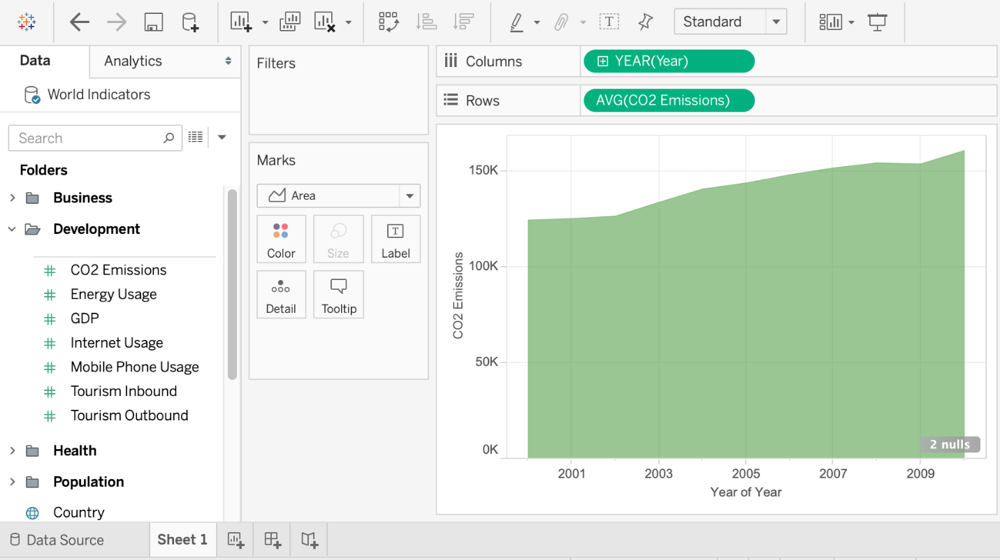 Standard
Data
Analytics
World Indicators
Search
Folders
Business
Development
CO2 Emissions
Energy Usage
GDP
Internet Usage
Mobile Phone Usage
Tourism Inbound
Tourism Outbound
Health
Population
Country
Filters
Marks
Area
Color
Size
T
Label
Detail
Tooltip
Columns
YEAR(Year)
Rows
AVG(CO2 Emissions)
CO2 Emissions
150K
100K
50K
0K
2 nulls
2001 2003 2005 2007 2009
Year of Year
Data Source
Sheet 1